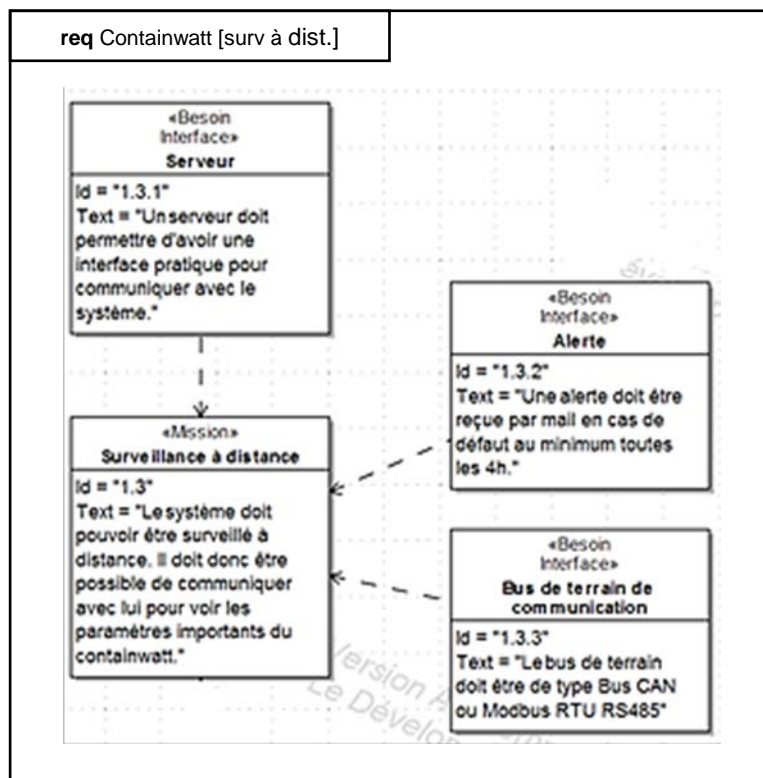 req Containwatt [surv à dist.]
«Besoin
Interface»
Serveur
Id = "1.3.1"
Text = "Un serveur doit
permettre d'avoir une
interface pratique pour
communiquer avec le
système."
«Besoin
Interface»
Alerte
Id = "1.3.2"
Text = "Une alerte doit être
reçue par mail en cas de
défaut au minimum toutes
les 4h."
«Mission»
Surveillance à distance
Id = "1.3"
Text = "Le système doit
pouvoir être surveillé à
distance. Il doit donc être
possible de communiquer
avec lui pour voir les
paramètres importants du
containwatt."
«Besoin
Interface»
Bus de terrain de
communication
Id = "1.3.3"
Text = "Le bus de terrain
doit être de type Bus CAN
ou Modbus RTU RS485"
Version
Le